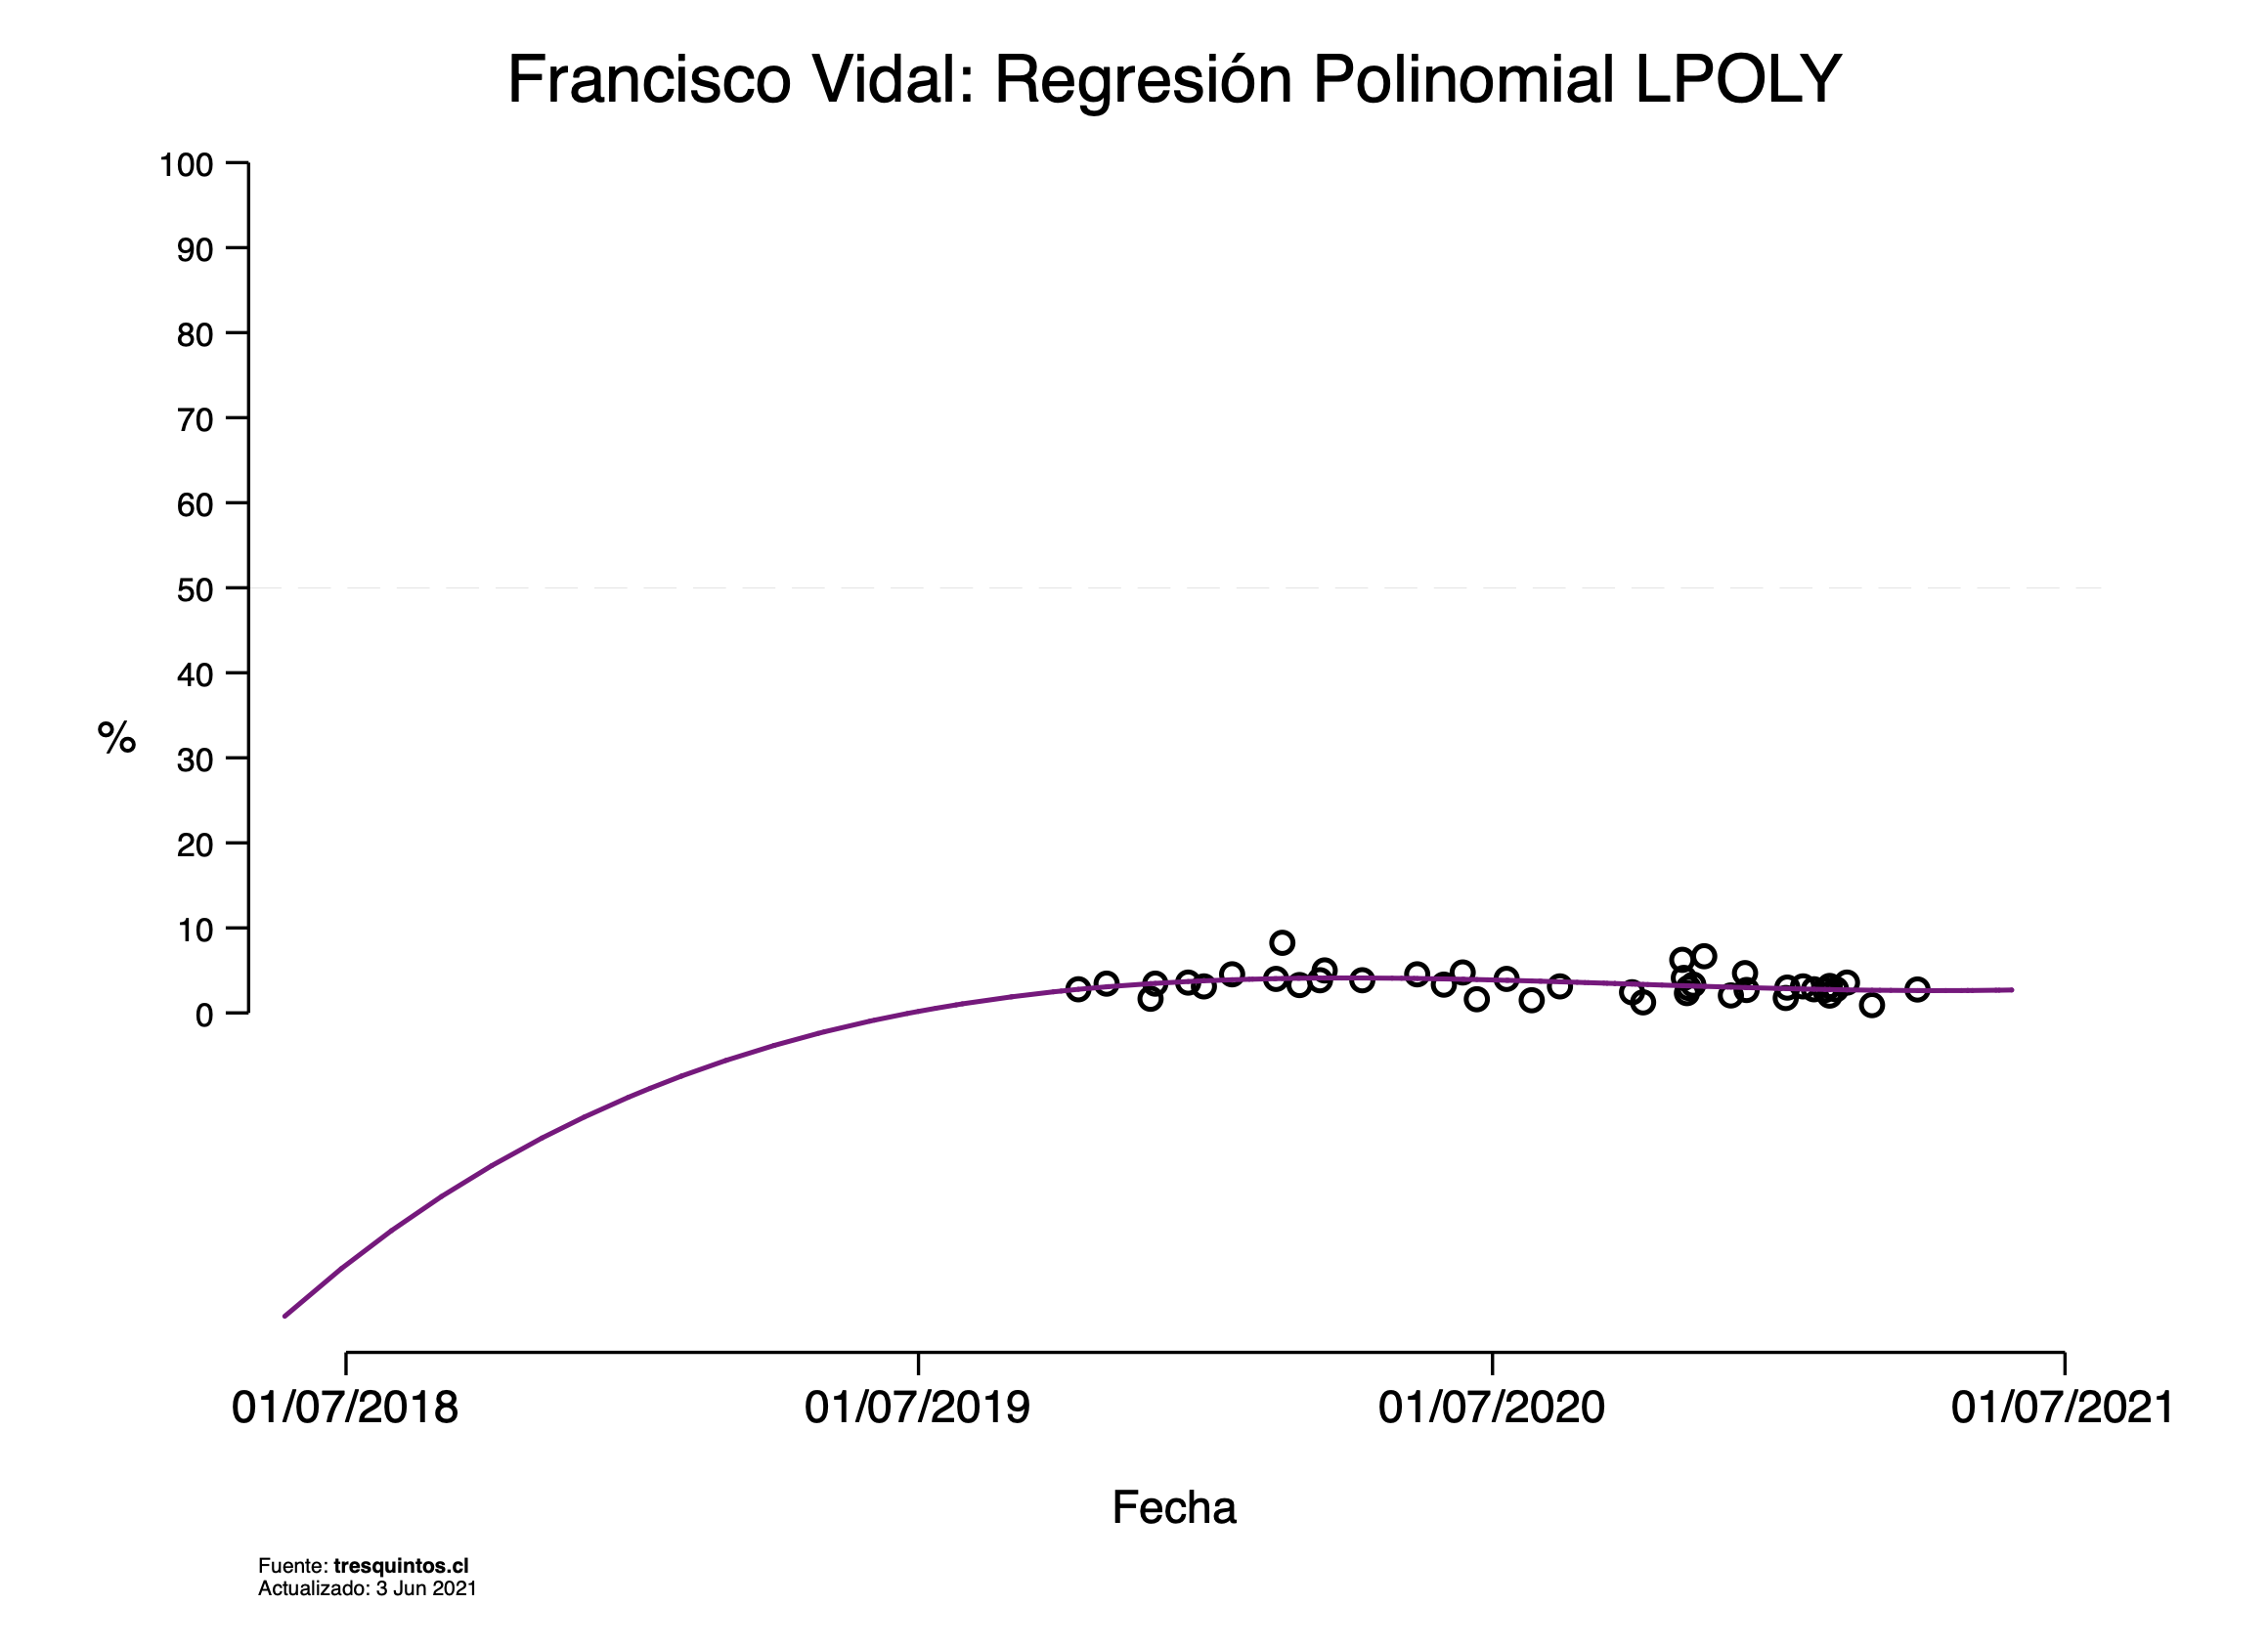 Francisco Vidal: Regresión Polinomial LPOLY
100
90
80
70
60
50
40
30
20
10
0
%
01/07/2018 01/07/2019 01/07/2020 01/07/2021
Fecha
Fuente: tresquintos.cl
Actualizado: 3 Jun 2021